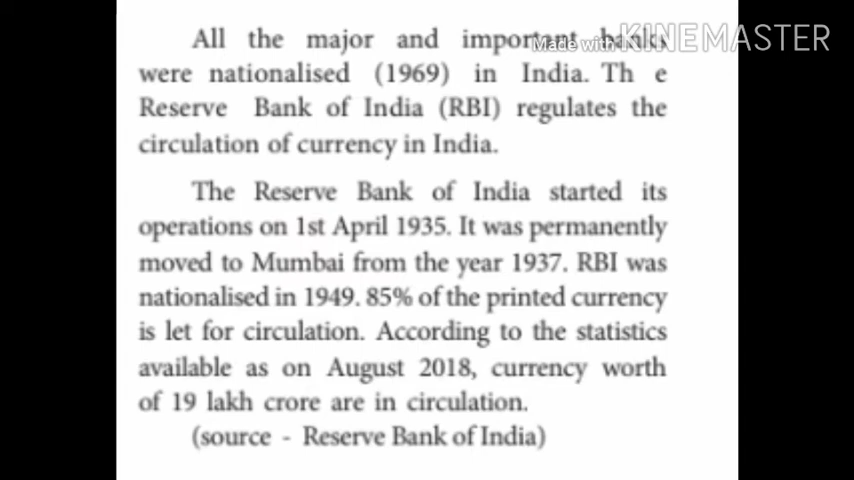 All the major and important banks
Made with KINEMASTER
were nationalised (1969) in India. Th e
Reserve Bank of India (RBI) regulates the
circulation of currency in India.
The Reserve Bank of India started its
operations on 1st April 1935. It was permanently
moved to Mumbai from the year 1937. RBI was
nationalised in 1949. 85% of the printed currency
is let for circulation. According to the statistics
available as on August 2018, currency worth
of 19 lakh crore are in circulation.
(source - Reserve Bank of India)